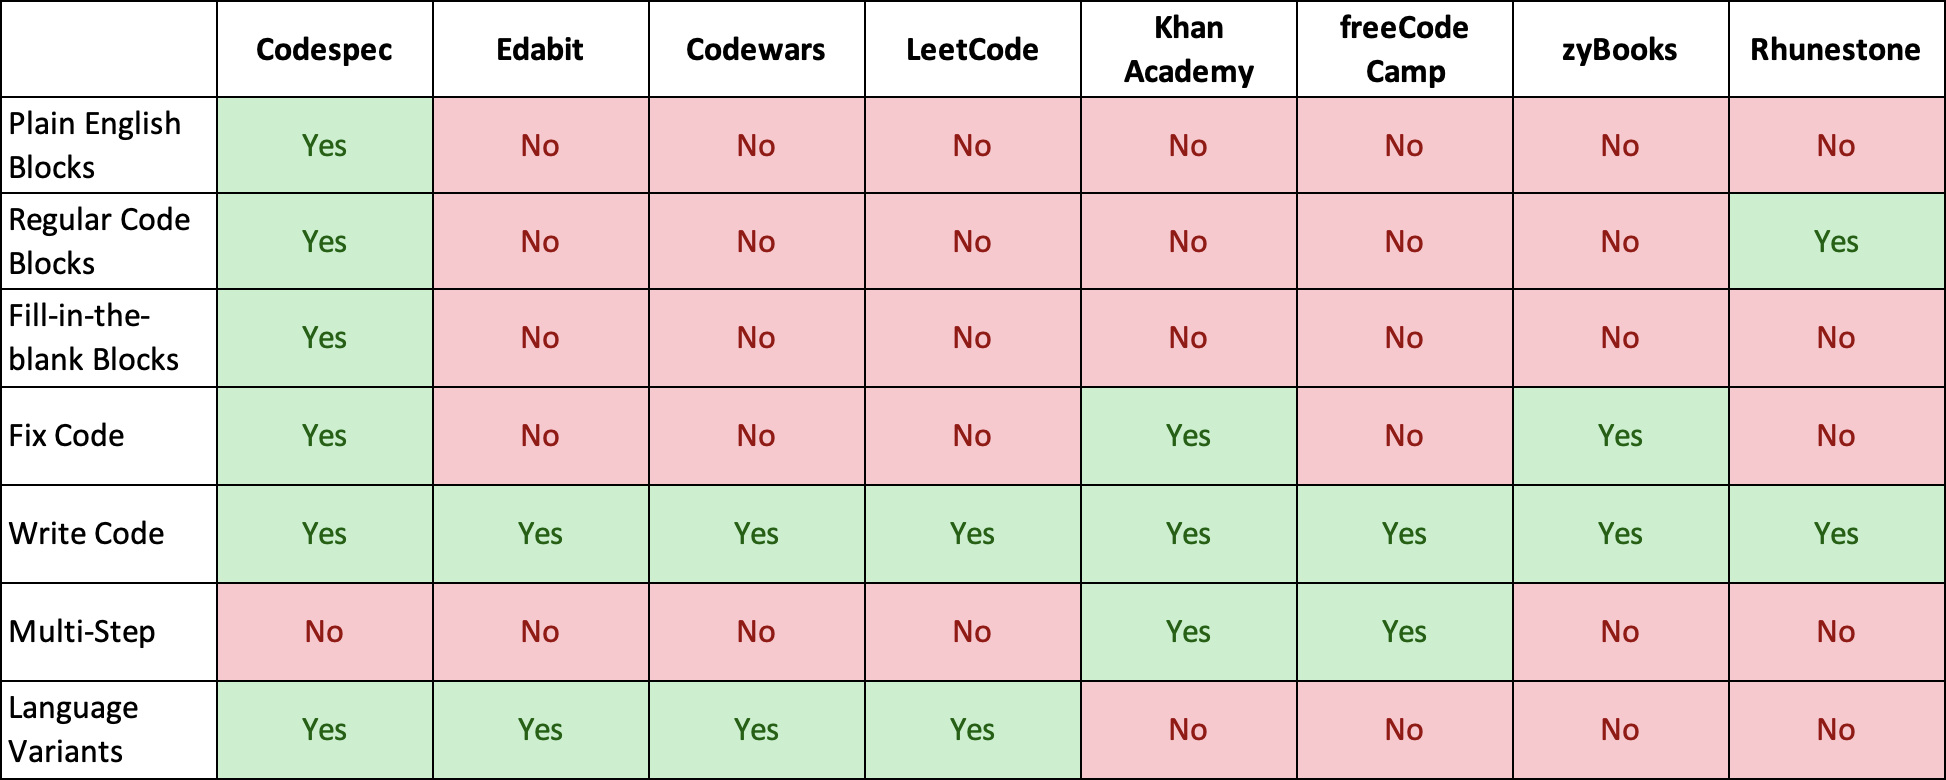 Codespec Edabit Codewars LeetCode Khan Academy freeCode Camp zyBooks Rhunestone
Plain English Blocks Yes No No No No No No No
Regular Code Blocks Yes No No No No No No Yes
Fill-in-the-blank Blocks Yes No No No No No No No
Fix Code Yes No No No Yes No Yes No
Write Code Yes Yes Yes Yes Yes Yes Yes Yes
Multi-Step No No No No Yes Yes No No
Language Variants Yes Yes Yes Yes No No No No